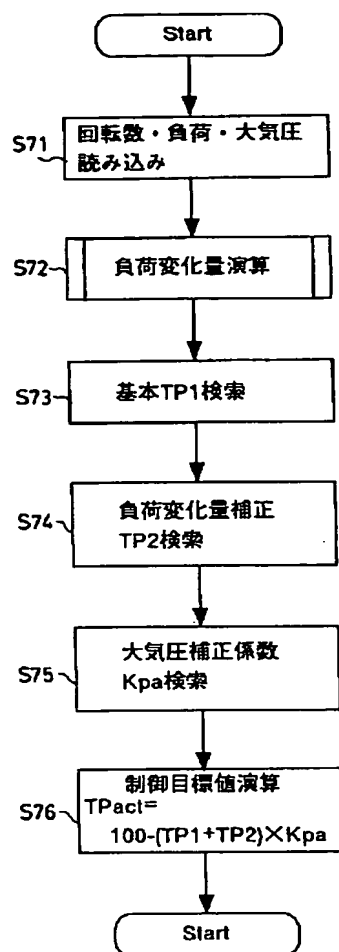 Start
S71
回転数・負荷・大気圧
読み込み
S72
負荷変化量演算
S73
基本TP1検索
S74
負荷変化量補正
TP2検索
S75
大気圧補正係数
Kpa検索
S76
制御目標値演算
TPact=
100-(TP1+TP2)×Kpa
Start